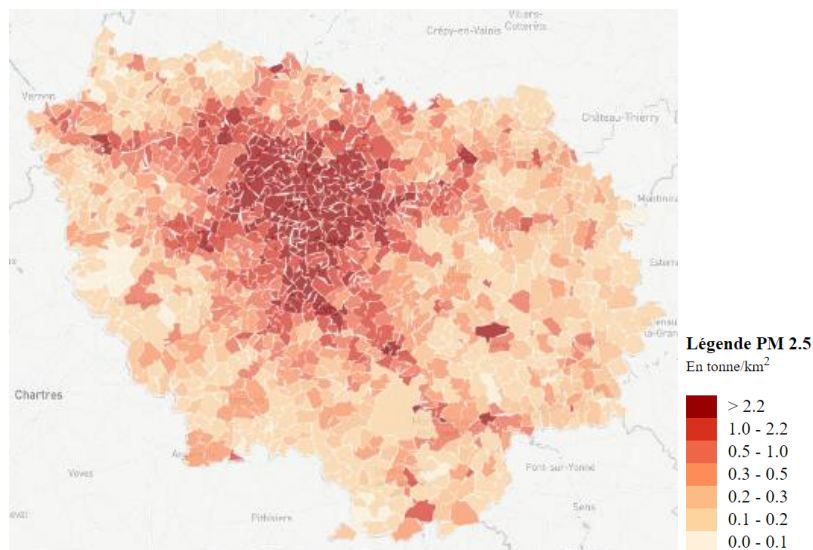 Villers-
Cotterêts
Crépy-en-Valois
Vernon
Château-Thierry
Légende PM 2.5
En tonne/km2
> 2.2
1.0 - 2.2
0.5 - 1.0
0.3 - 0.5
0.2 - 0.3
0.1 - 0.2
0.0 - 0.1
Chartres
Voves
Pont-sur-Yonne
Sens
Pithiviers